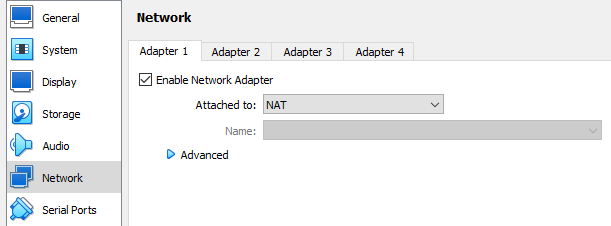 General
System
Display
Storage
Audio
Network
Serial Ports
Network
Adapter 1 Adapter 2 Adapter 3 Adapter 4
Enable Network Adapter
Attached to: NAT
Name:
Advanced